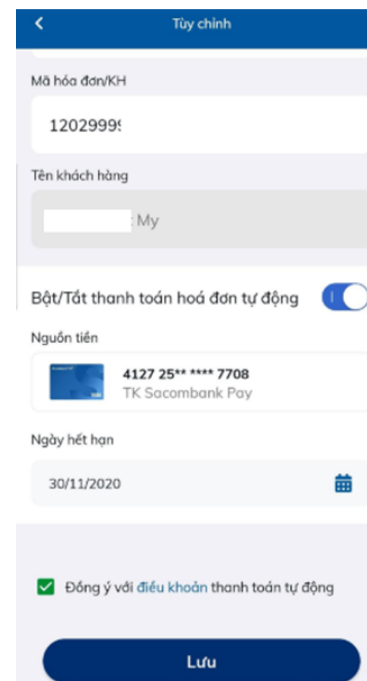 Tùy chỉnh
Mã hóa đơn/KH
1202999
Tên khách hàng
My
Bật/Tắt thanh toán hoá đơn tự động
Nguồn tiền
4127 25** **** 7708
TK Sacombank Pay
Ngày hết hạn
30/11/2020
Đồng ý với điều khoản thanh toán tự động
Lưu